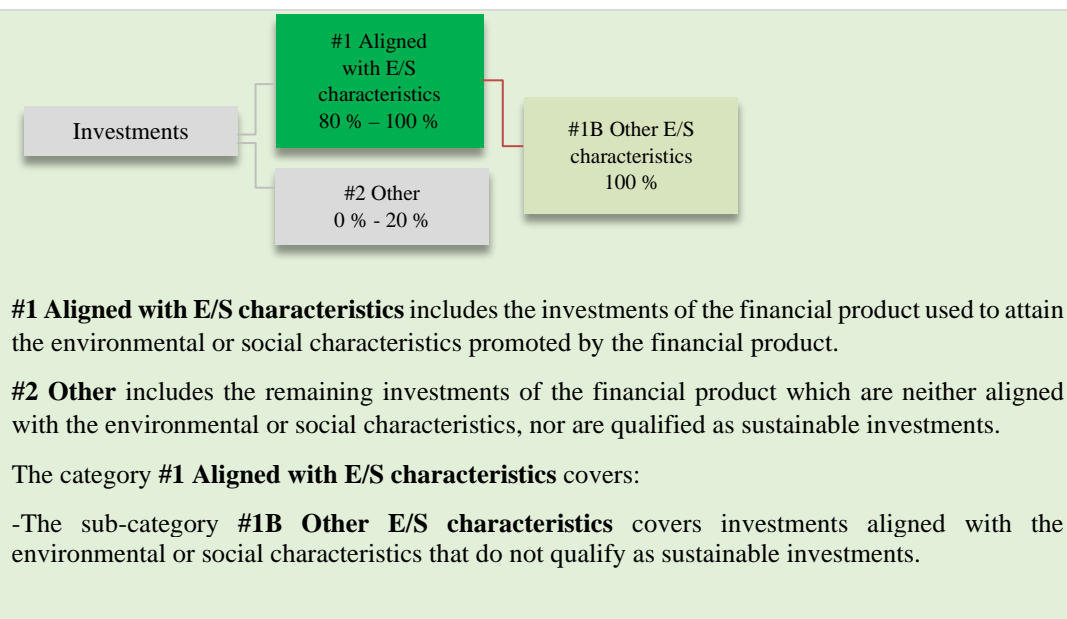 #1 Aligned
with E/S
characteristics
80 % – 100 %
Investments
#1B Other E/S
characteristics
100 %
#2 Other
0 % - 20 %
#1 Aligned with E/S characteristics includes the investments of the financial product used to attain
the environmental or social characteristics promoted by the financial product.
#2 Other includes the remaining investments of the financial product which are neither aligned
with the environmental or social characteristics, nor are qualified as sustainable investments.
The category #1 Aligned with E/S characteristics covers:
-The sub-category #1B Other E/S characteristics covers investments aligned with the
environmental or social characteristics that do not qualify as sustainable investments.